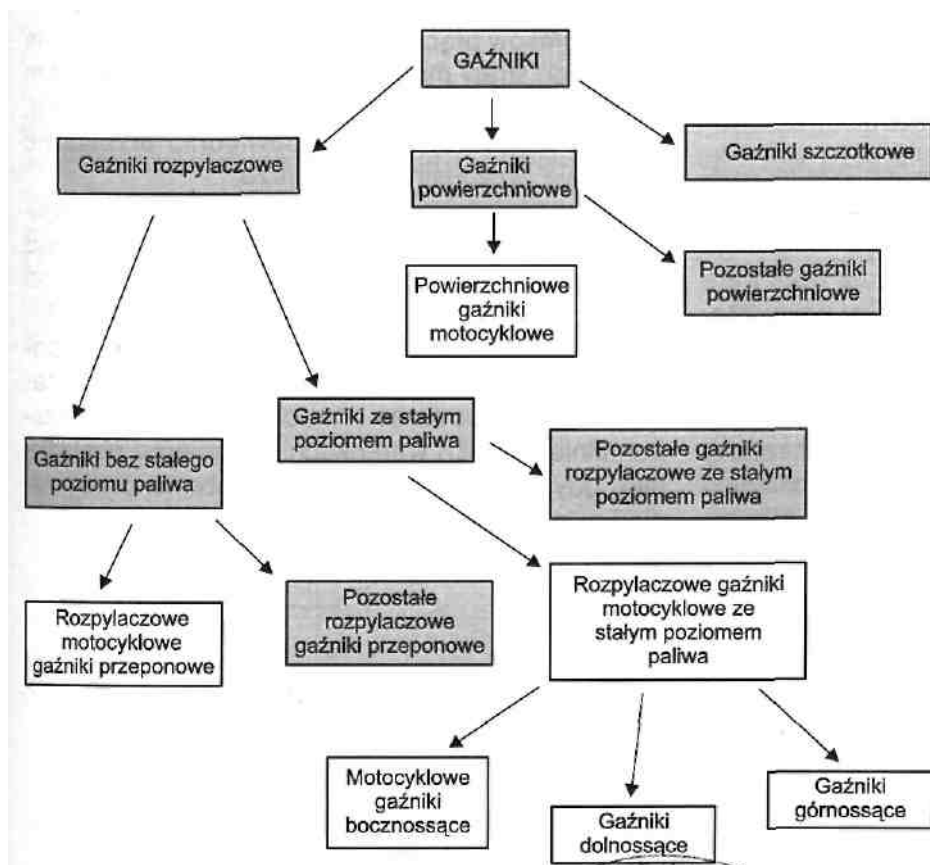 GAŹNIKI
Gaźniki rozpylaczowe
Gaźniki
powierzchniowe
Gaźniki szczotkowe
Powierzchniowe
gaźniki
motocyklowe
Pozostałe gaźniki
powierzchniowe
Gaźniki bez stałego
poziomu paliwa
Gaźniki ze stałym
poziomem paliwa
Pozostałe gaźniki
rozpylaczowe ze stałym
poziomem paliwa
Rozpylaczowe
motocyklowe
gaźniki przeponowe
Pozostałe
rozpylaczowe
gaźniki przeponowe
Rozpylaczowe gaźniki
motocyklowe ze
stałym poziomem
paliwa
Motocyklowe
gaźniki
bocznossące
Gaźniki
dolnossące
Gaźniki
górnossące